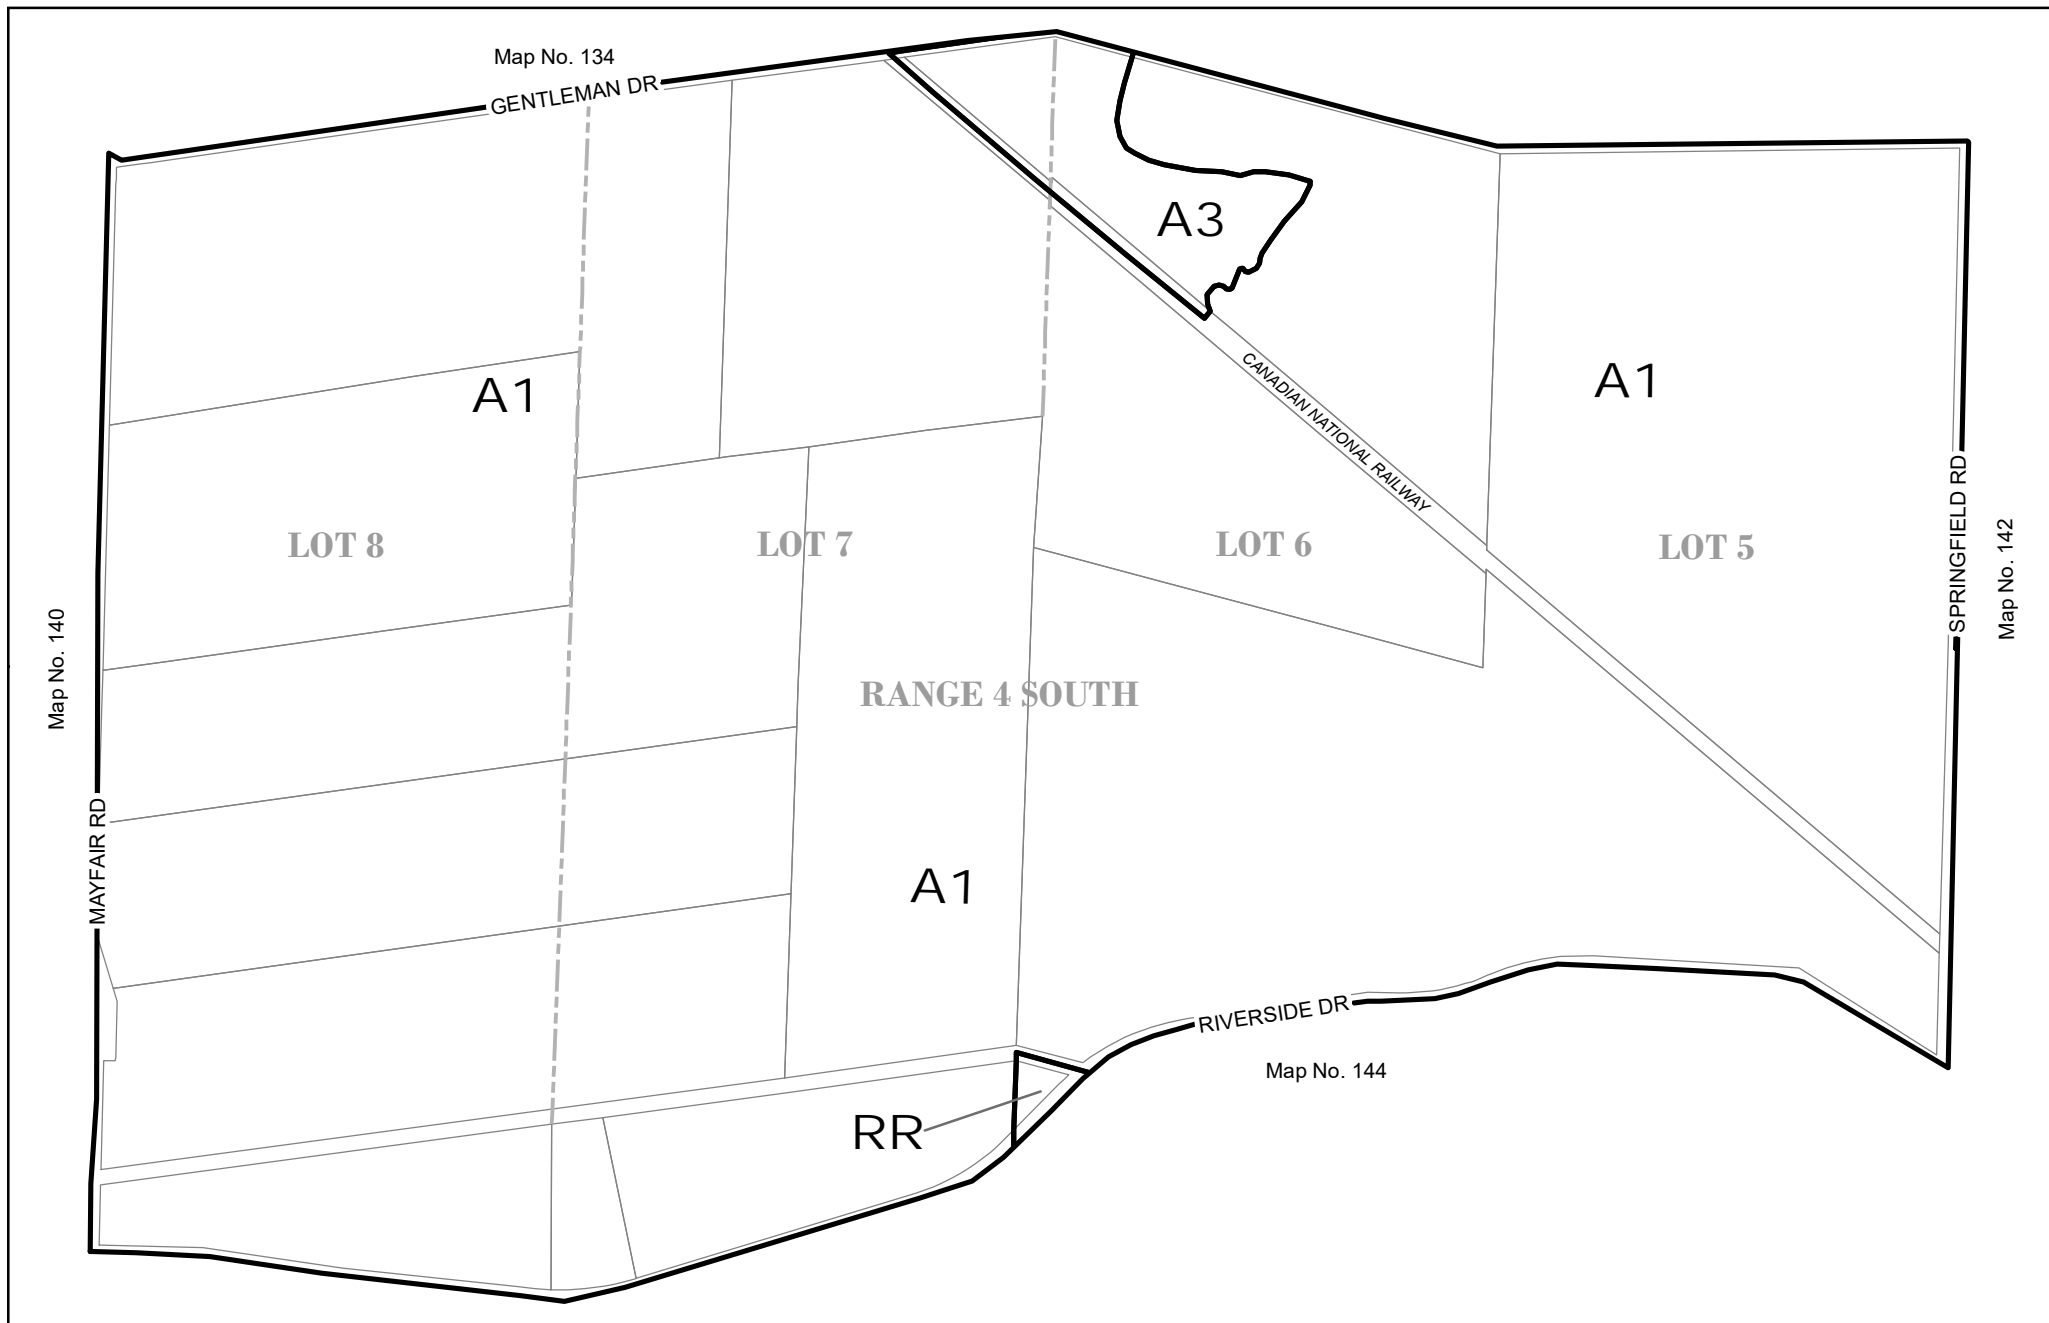 Map No. 134
GENTLEMAN DR
A3
CANADIAN NATIONAL RAILWAY
A1
A1
LOT 8
LOT 7
LOT 6
LOT 5
SPRINGFIELD RD
Map No. 142
Map No. 140
RANGE 4 SOUTH
MAYFAIR RD
A1
RIVERSIDE DR
Map No. 144
RR